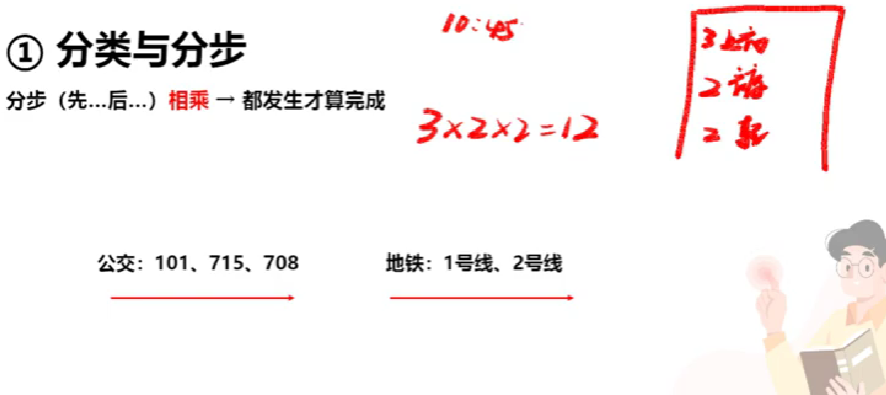 10:45
① 分类与分步
分步（先...后...）相乘 → 都发生才算完成
3×2×2=12
3上衣
2裤
2鞋
公交：101、715、708
地铁：1号线、2号线